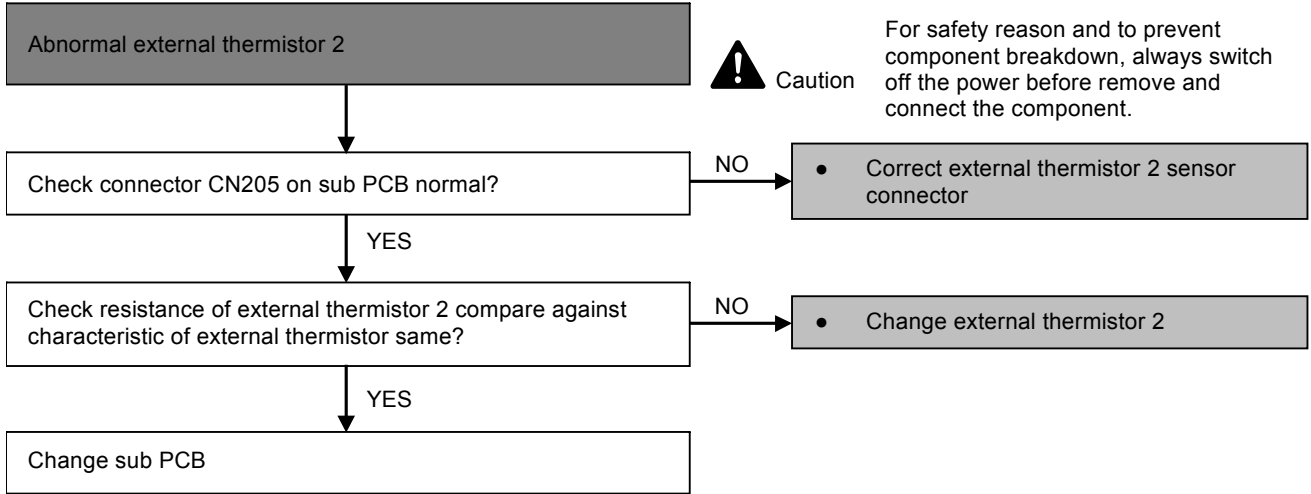 Abnormal external thermistor 2
Caution
For safety reason and to prevent
component breakdown, always switch
off the power before remove and
connect the component.
Check connector CN205 on sub PCB normal?
NO
● Correct external thermistor 2 sensor
connector
YES
Check resistance of external thermistor 2 compare against
characteristic of external thermistor same?
NO
● Change external thermistor 2
YES
Change sub PCB